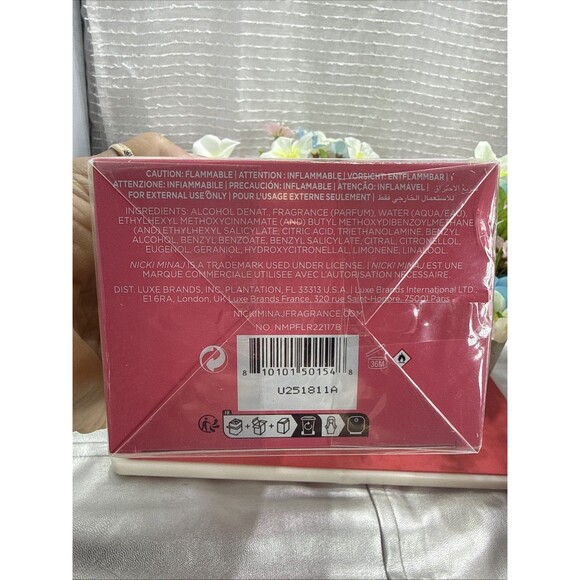 CAUTION: FLAMMABLE | ATTENTION : INFLAMMABLE | VORSICHT: ENTFLAMMBAR |
ATTENZIONE: INFIAMMABILE | PRECAUCIÓN: INFLAMABLE | ATENÇÃO: INFLAMÁVEL |
FOR EXTERNAL USE ONLY | POUR L'USAGE EXTERNE SEULEMENT | للاستعمال الخارجي فقط
INGREDIENTS: ALCOHOL DENAT, FRAGRANCE (PARFUM), WATER (AQUA/EAU),
ETHYLHEXYL METHOXYCINNAMATE (AND) BUTYL METHOXYDIBENZOYLMETHANE
(AND) ETHYLHEXYL SALICYLATE, CITRIC ACID, TRIETHANOLAMINE, BENZYL
ALCOHOL, BENZYL BENZOATE, BENZYL SALICYLATE, CITRAL, CITRONELLOL,
EUGENOL, GERANIOL, HYDROXYCITRONELLAL, LIMONENE, LINALOOL
NICKI MINAJ IS A TRADEMARK USED UNDER LICENSE. | NICKI MINAJ EST UNE
MARQUE COMMERCIALE UTILISEE AVEC L'AUTORISATION NÉCESSAIRE.
DIST. LUXE BRANDS, INC, PLANTATION, FL 33313 U.S.A. | Luxe Brands International LTD.
E1 6RA, London, UK Luxe Brands France, 320 rue Saint-Honoré, 75001 Paris
NICKIMINAJFRAGRANCE.COM
NO. NMPFLR22117B
8 10101 50154 8
U251811A
36M
FR